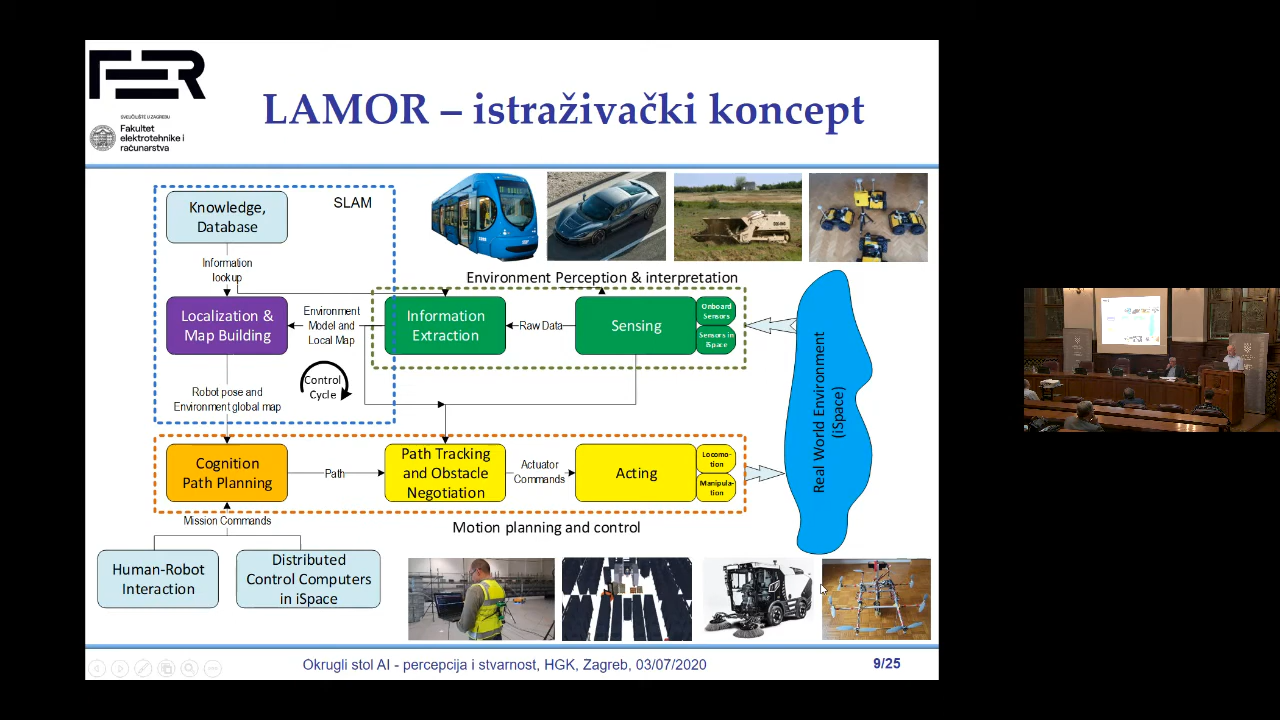 FER
SVEUČILIŠTE U ZAGREBU
Fakultet
elektrotehnike i
računarstva
LAMOR – istraživački koncept
SLAM
Knowledge,
Database
Information
lookup
Environment Perception & interpretation
Localization &
Map Building
Environment
Model and
Local Map
Information
Extraction
Raw Data
Sensing
Onboard
Sensors
Sensors in
iSpace
Control
Cycle
Robot pose and
Environment global map
Real World Environment
(iSpace)
Cognition
Path Planning
Path
Path Tracking
and Obstacle
Negotiation
Actuator
Commands
Acting
Locomo-
tion
Manipula-
tion
Mission Commands
Motion planning and control
Human-Robot
Interaction
Distributed
Control Computers
in iSpace
Okrugli stol AI - percepcija i stvarnost, HGK, Zagreb, 03/07/2020
9/25